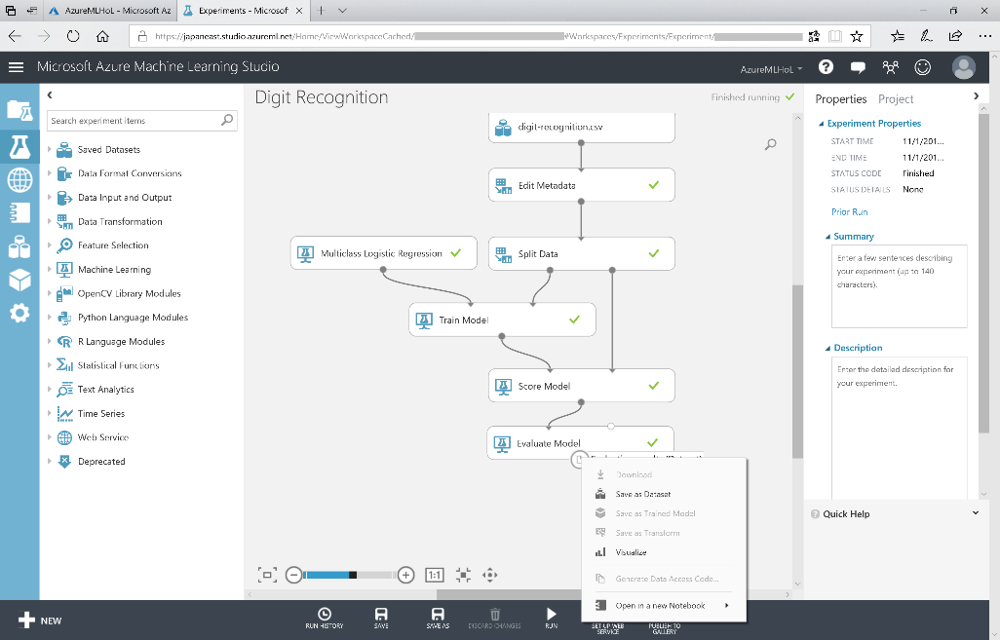 AzureMLHoL - Microsoft Az
Experiments - Microsof
https://japaneast.studio.azureml.net/Home/ViewWorkspaceCached/
#Workspaces/Experiments/Experiment/
Microsoft Azure Machine Learning Studio
AzureMLHoL
Search experiment items
Saved Datasets
Data Format Conversions
Data Input and Output
Data Transformation
Feature Selection
Machine Learning
OpenCV Library Modules
Python Language Modules
R Language Modules
Statistical Functions
Text Analytics
Time Series
Web Service
Deprecated
Digit Recognition
Finished running
digit-recognition.csv
Edit Metadata
Multiclass Logistic Regression
Split Data
Train Model
Score Model
Evaluate Model
Download
Save as Dataset
Save as Trained Model
Save as Transform
Visualize
Generate Data Access Code...
Open in a new Notebook
1:1
Properties Project
Experiment Properties
START TIME 11/1/201...
END TIME 11/1/201...
STATUS CODE Finished
STATUS DETAILS None
Prior Run
Summary
Enter a few sentences describing
your experiment (up to 140
characters).
Description
Enter the detailed description for
your experiment.
Quick Help
NEW
RUN HISTORY
SAVE
SAVE AS
DISCARD CHANGES
RUN
SET UP WEB
SERVICE
PUBLISH TO
GALLERY